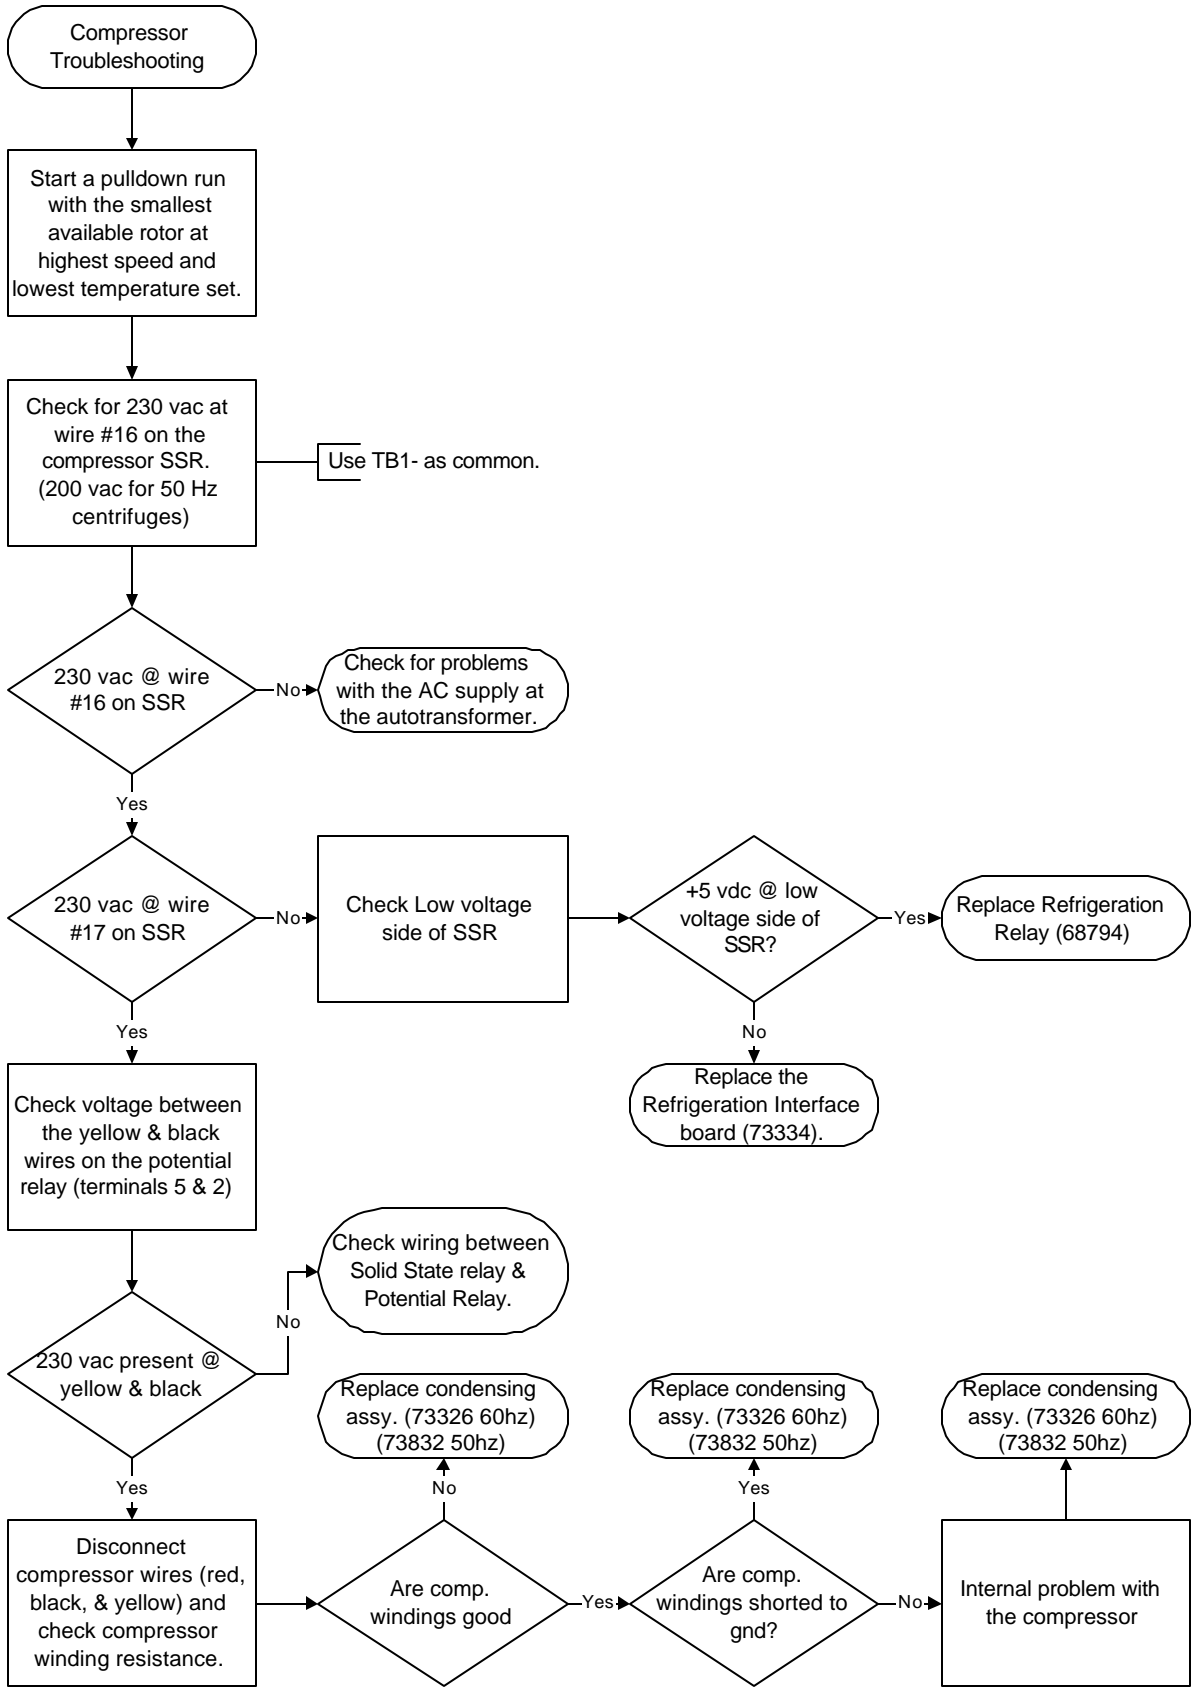 Compressor
Troubleshooting
Start a pulldown run
with the smallest
available rotor at
highest speed and
lowest temperature set.
Check for 230 vac at
wire #16 on the
compressor SSR.
(200 vac for 50 Hz
centrifuges)
Use TB1- as common.
230 vac @ wire
#16 on SSR
No
Check for problems
with the AC supply at
the autotransformer.
Yes
230 vac @ wire
#17 on SSR
No
Check Low voltage
side of SSR
+5 vdc @ low
voltage side of
SSR?
Yes
Replace Refrigeration
Relay (68794)
No
Replace the
Refrigeration Interface
board (73334).
Yes
Check voltage between
the yellow & black
wires on the potential
relay (terminals 5 & 2)
230 vac present @
yellow & black
No
Check wiring between
Solid State relay &
Potential Relay.
Yes
Disconnect
compressor wires (red,
black, & yellow) and
check compressor
winding resistance.
Are comp.
windings good
No
Replace condensing
assy. (73326 60hz)
(73832 50hz)
Yes
Are comp.
windings shorted to
gnd?
Yes
Replace condensing
assy. (73326 60hz)
(73832 50hz)
No
Internal problem with
the compressor
Replace condensing
assy. (73326 60hz)
(73832 50hz)